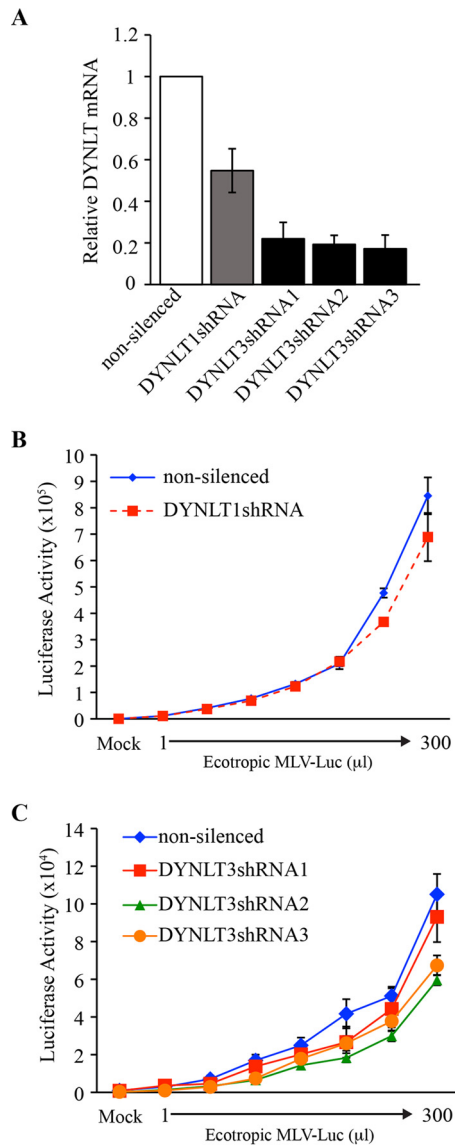 A
1.2
1
0.8
0.6
0.4
0.2
0
Relative DYNLT mRNA
non-silenced
DYNLT1shRNA
DYNLT3shRNA1
DYNLT3shRNA2
DYNLT3shRNA3
B
10
9
8
7
6
5
4
3
2
1
0
Luciferase Activity (x10⁵)
non-silenced
DYNLT1shRNA
Mock 1 300
Ecotropic MLV-Luc (µl)
C
14
12
10
8
6
4
2
0
Luciferase Activity (x10⁴)
non-silenced
DYNLT3shRNA1
DYNLT3shRNA2
DYNLT3shRNA3
Mock 1 300
Ecotropic MLV-Luc (µl)